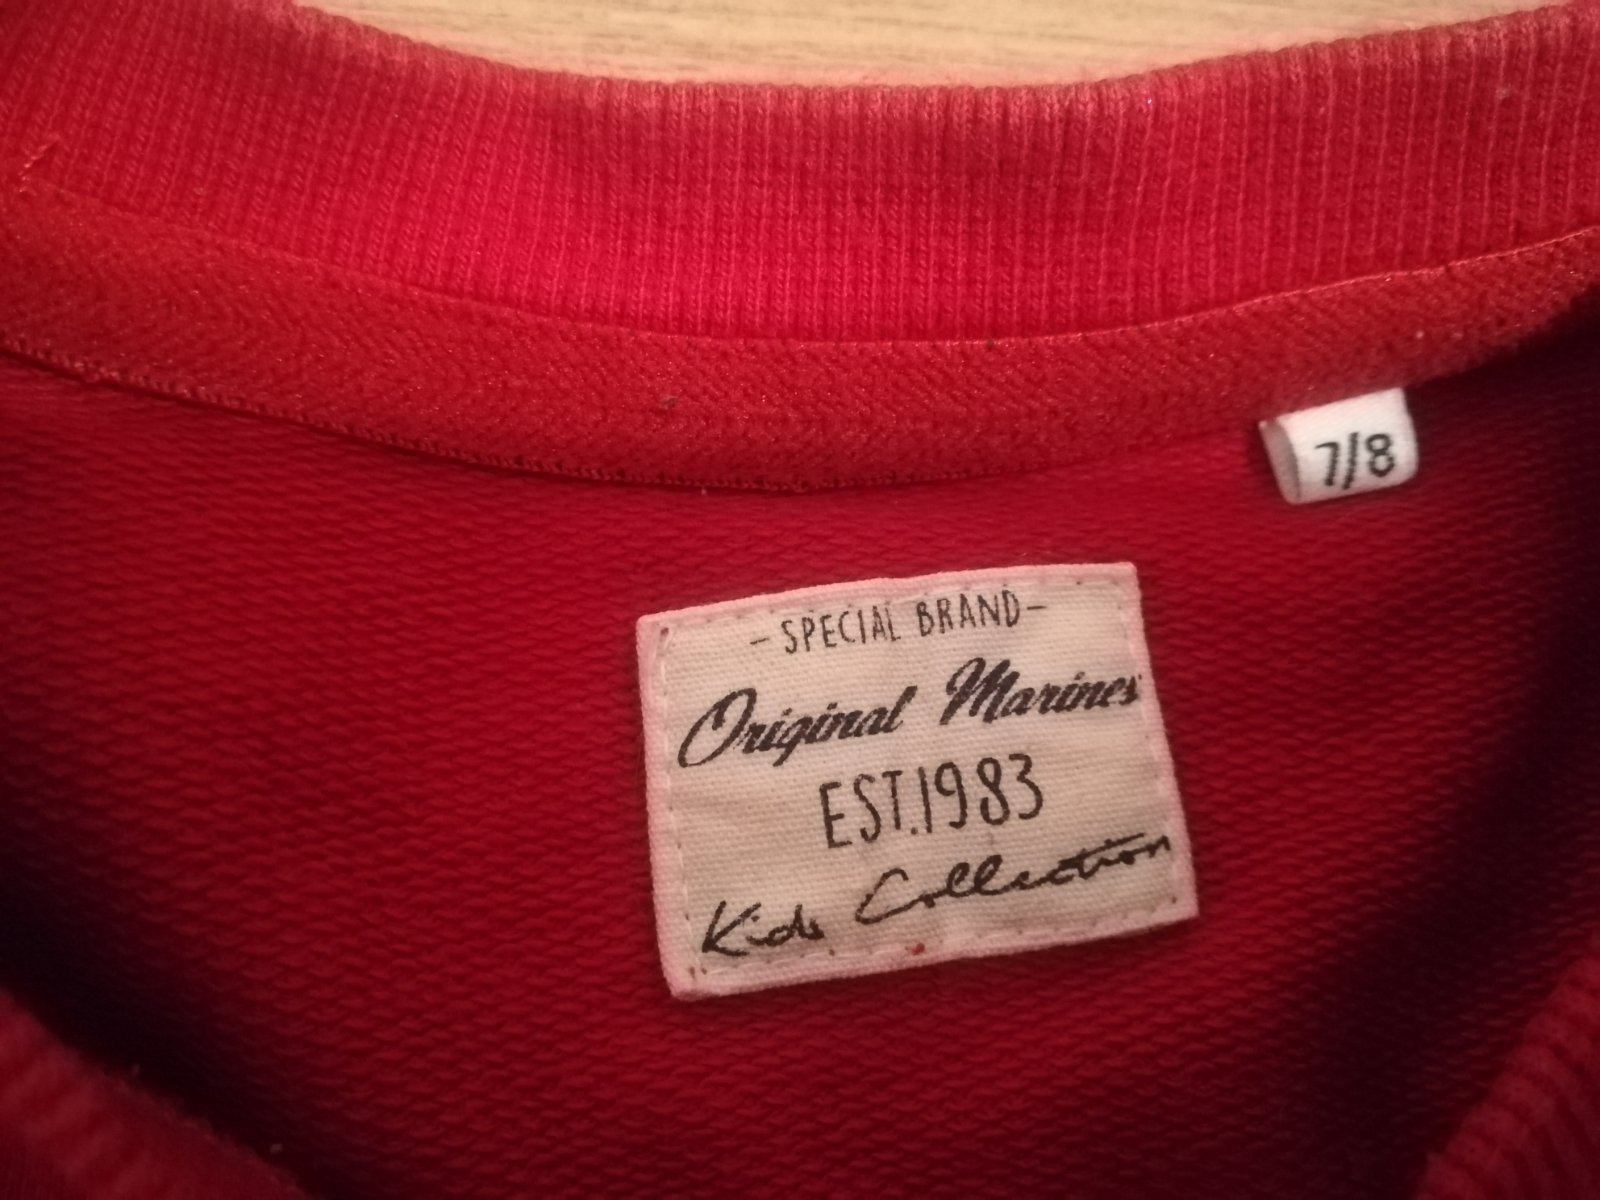 7/8
- SPECIAL BRAND -
Original Marines
EST.1983
Kids Collection